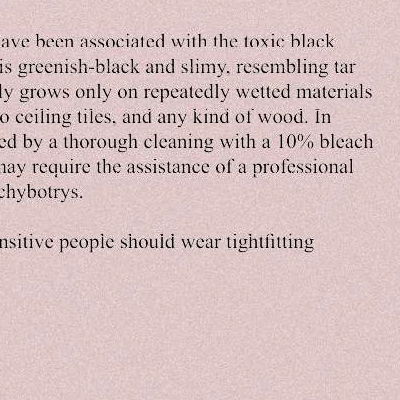 ave been associated with the toxic black
is greenish-black and slimy, resembling tar
ly grows only on repeatedly wetted materials
o ceiling tiles, and any kind of wood. In
ed by a thorough cleaning with a 10% bleach
nay require the assistance of a professional
chybotrys.
nsitive people should wear tightfitting